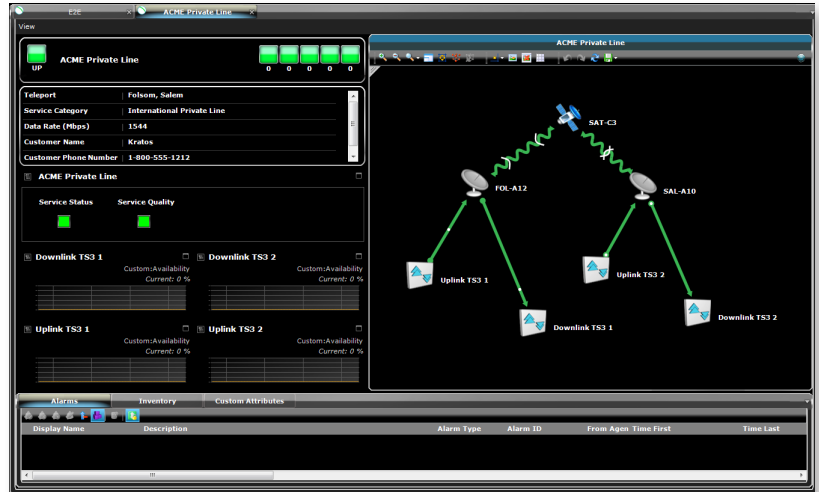 E2E
ACME Private Line
View
UP
ACME Private Line
0 0 0 0 0
Teleport Folsom, Salem
Service Category International Private Line
Data Rate (Mbps) 1544
Customer Name Kratos
Customer Phone Number 1-800-555-1212
ACME Private Line
Service Status Service Quality
Downlink TS3 1
Custom:Availability
Current: 0 %
Downlink TS3 2
Custom:Availability
Current: 0 %
Uplink TS3 1
Custom:Availability
Current: 0 %
Uplink TS3 2
Custom:Availability
Current: 0 %
ACME Private Line
SAT-C3
FOL-A12
SAL-A10
Uplink TS3 1
Uplink TS3 2
Downlink TS3 1
Downlink TS3 2
Alarms Inventory Custom Attributes
Display Name Description Alarm Type Alarm ID From Agen Time First Time Last